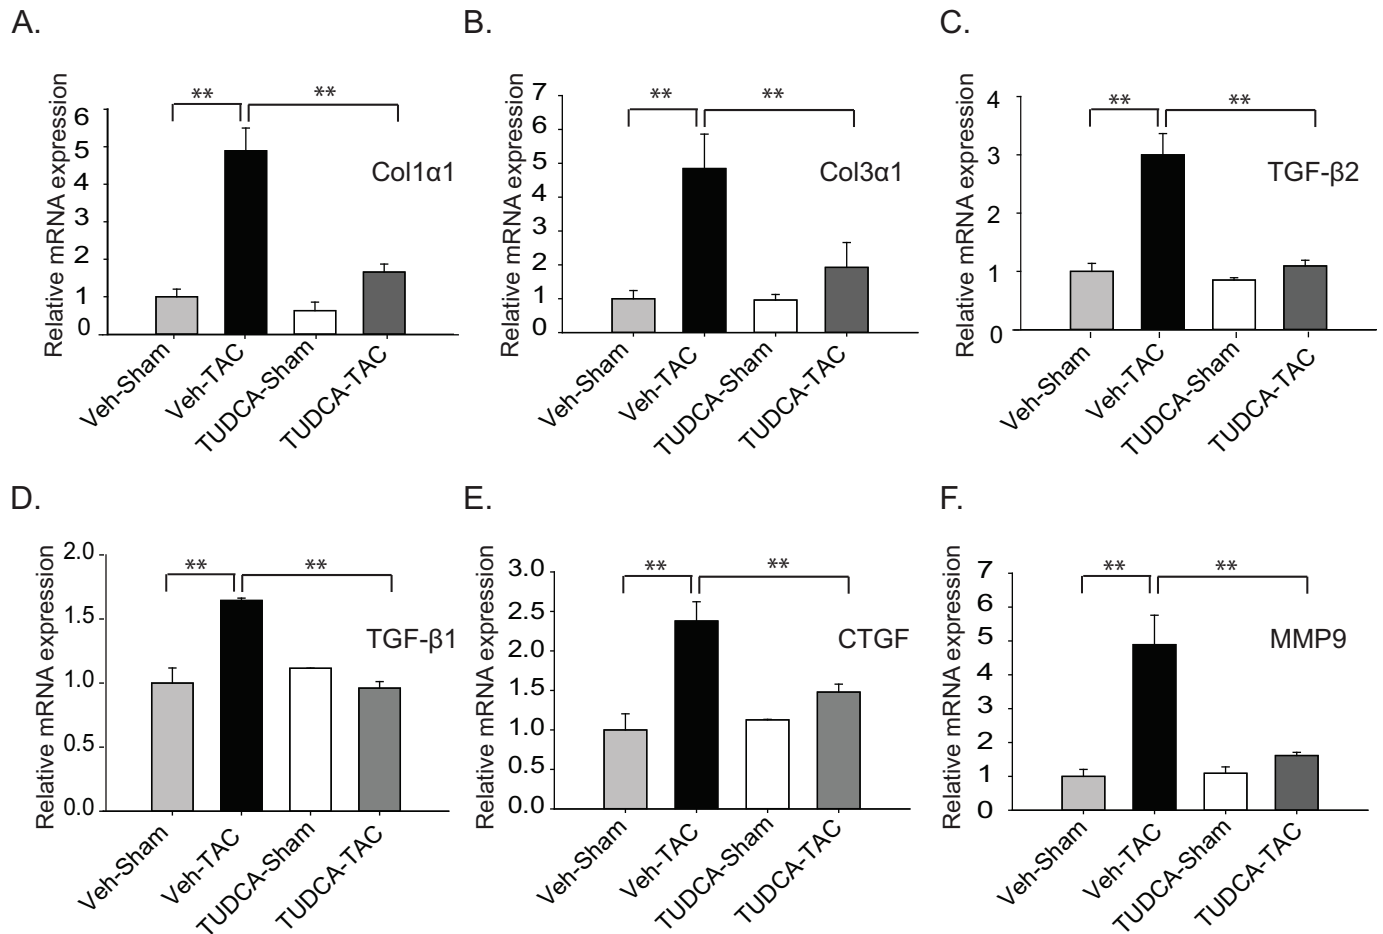 A.
Relative mRNA expression
6
5
4
3
2
1
0
**
**
Col1α1
Veh-Sham
Veh-TAC
TUDCA-Sham
TUDCA-TAC
B.
Relative mRNA expression
7
6
5
4
3
2
1
0
**
**
Col3α1
Veh-Sham
Veh-TAC
TUDCA-Sham
TUDCA-TAC
C.
Relative mRNA expression
4
3
2
1
0
**
**
TGF-β2
Veh-Sham
Veh-TAC
TUDCA-Sham
TUDCA-TAC
D.
Relative mRNA expression
2.0
1.5
1.0
0.5
0.0
**
**
TGF-β1
Veh-Sham
Veh-TAC
TUDCA-Sham
TUDCA-TAC
E.
Relative mRNA expression
3.0
2.5
2.0
1.5
1.0
0.5
0.0
**
**
CTGF
Veh-Sham
Veh-TAC
TUDCA-Sham
TUDCA-TAC
F.
Relative mRNA expression
7
6
5
4
3
2
1
0
**
**
MMP9
Veh-Sham
Veh-TAC
TUDCA-Sham
TUDCA-TAC